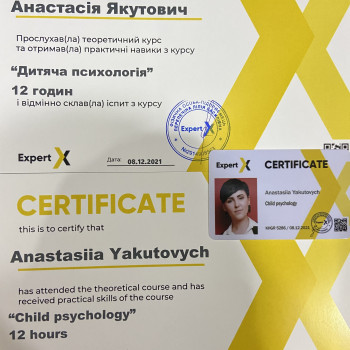 Анастасія Якутович
Прослухав(ла) теоретичний курс
та отримав(ла) практичні навики з курсу
“Дитяча психологія”
12 годин
і відмінно склав(ла) іспит з курсу
Expert X
Дата: 08.12.2021
Expert
CERTIFICATE
this is to certify that
Anastasiia Yakutovych
has attended the theoretical course and has
received practical skills of the course
"Child psychology"
12 hours
Expert X
CERTIFICATE
Anastasiia Yakutovych
Child psychology